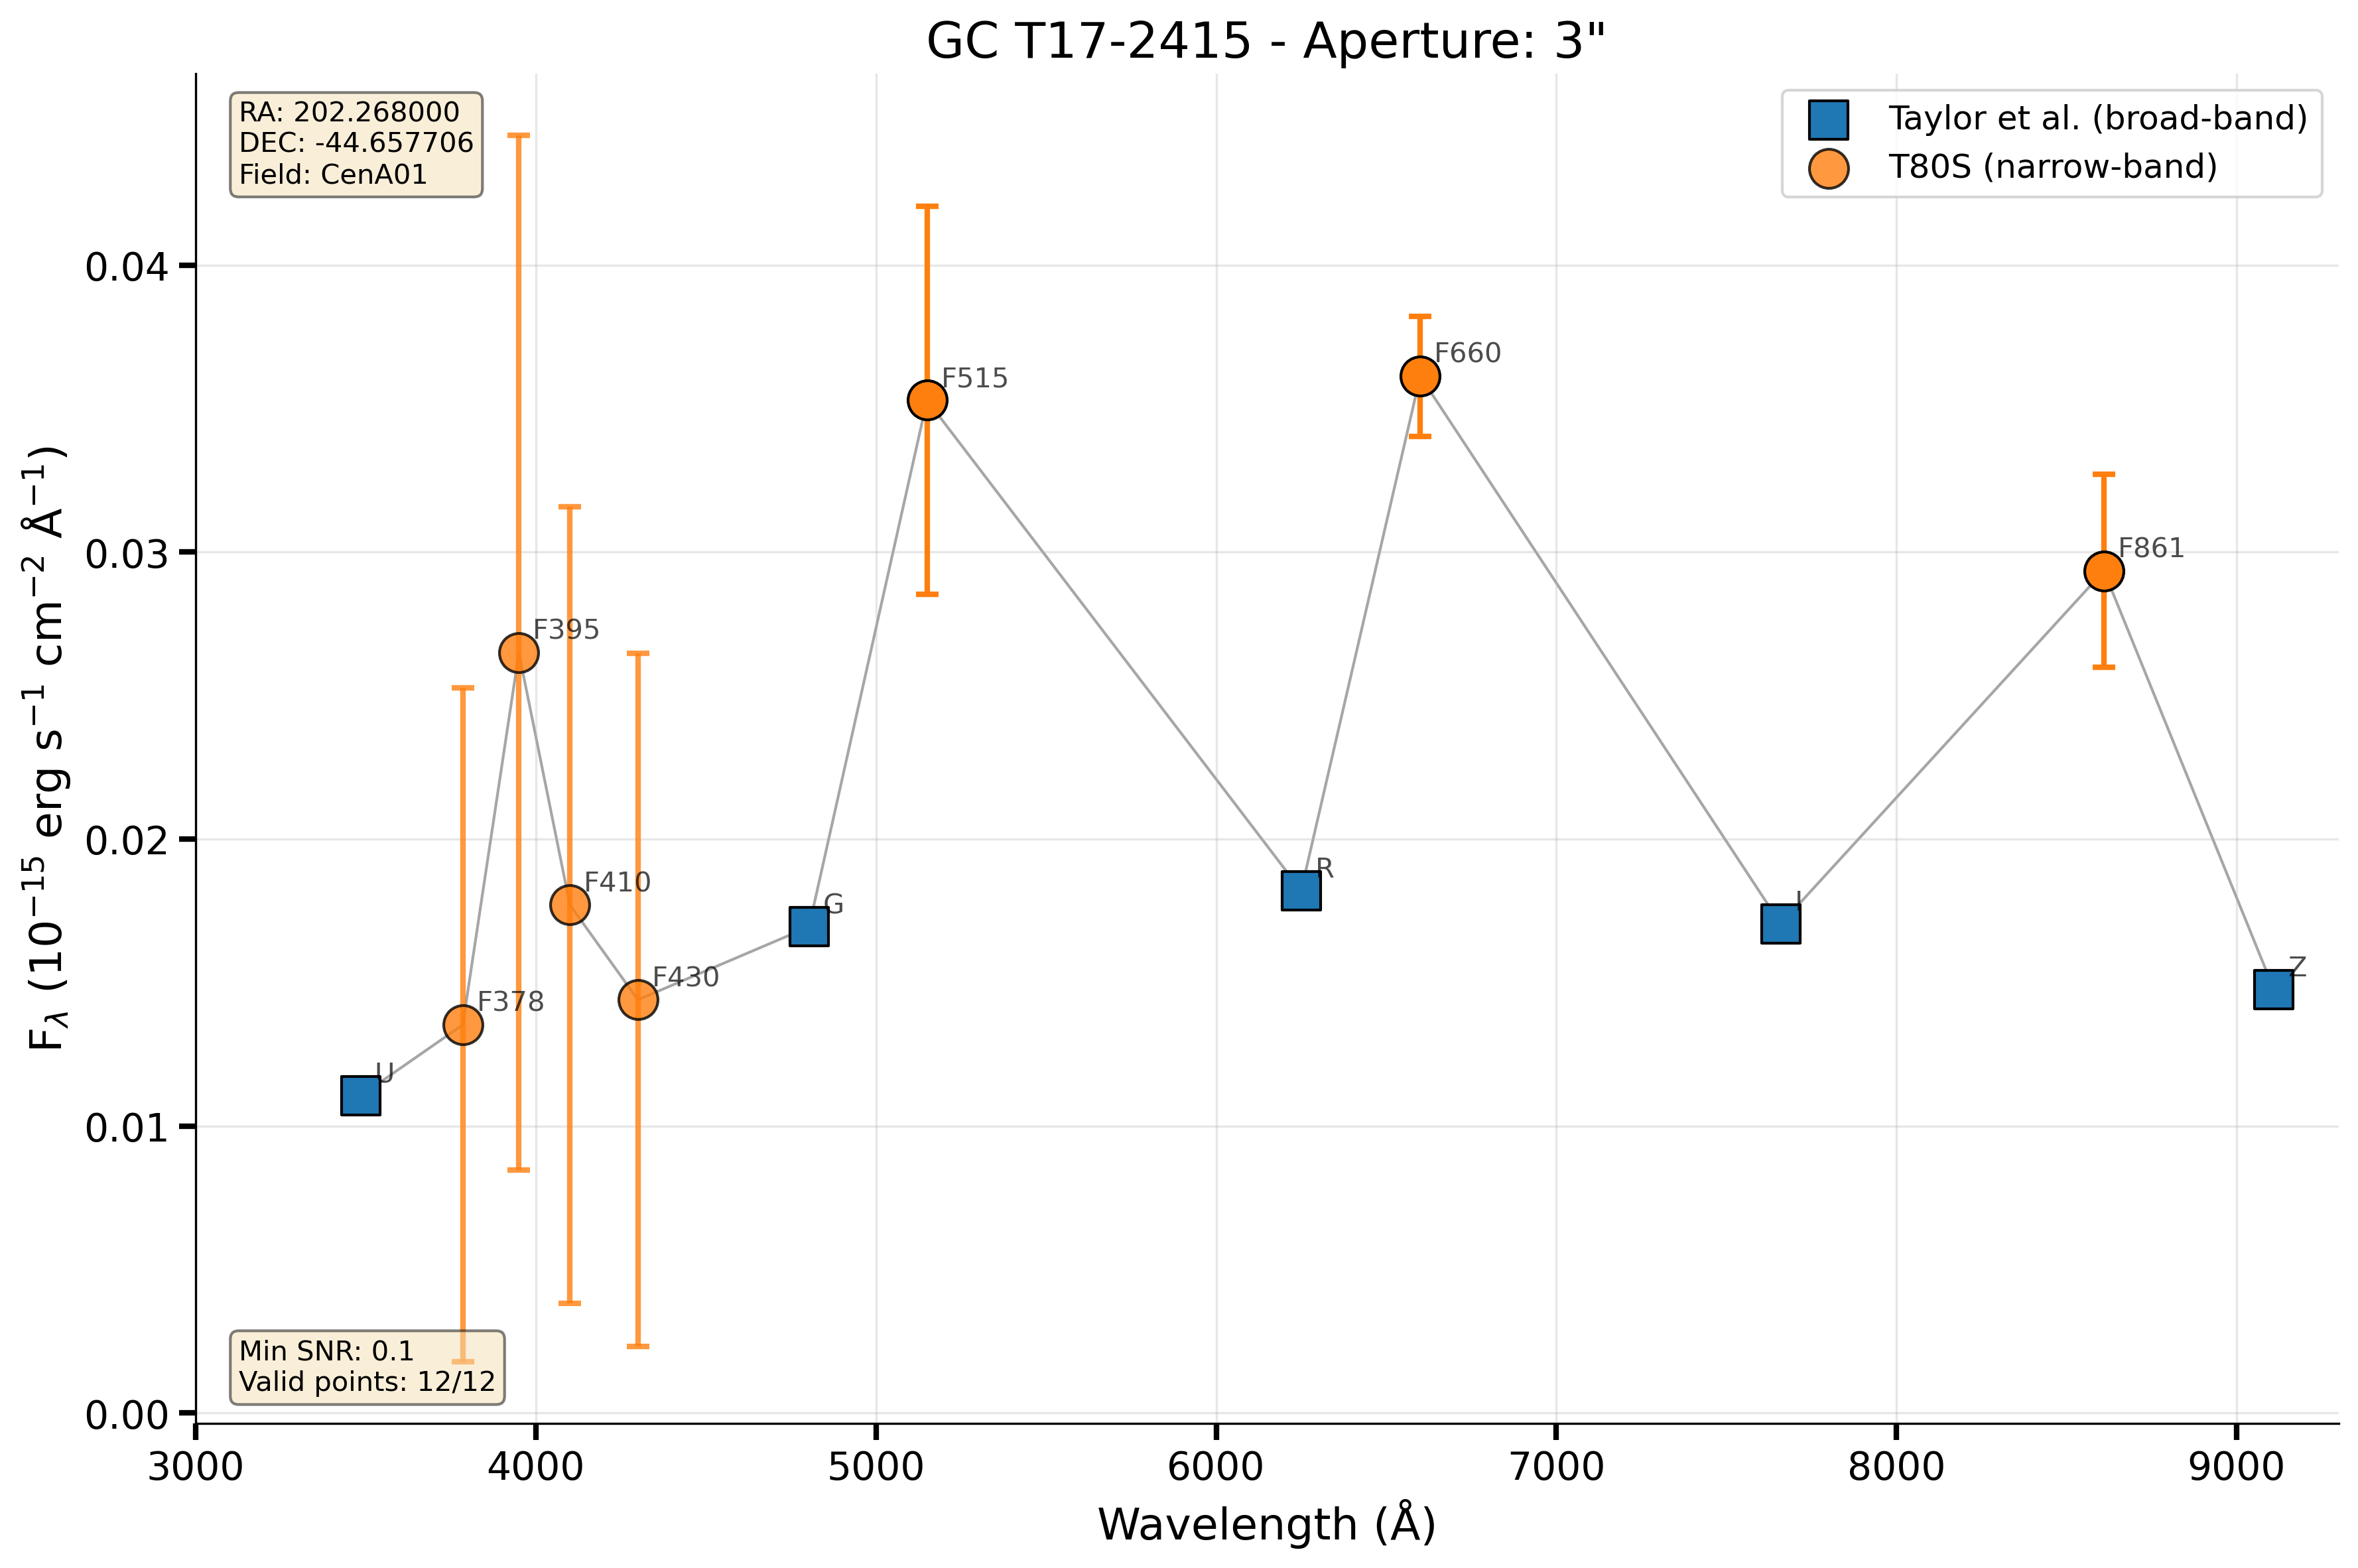 GC T17-2415 - Aperture: 3"
RA: 202.268000
DEC: -44.657706
Field: CenA01
Taylor et al. (broad-band)
T80S (narrow-band)
F_λ (10⁻¹⁵ erg s⁻¹ cm⁻² Å⁻¹)
0.04
0.03
0.02
0.01
0.00
U
F378
F395
F410
F430
G
F515
R
F660
I
F861
Z
Min SNR: 0.1
Valid points: 12/12
3000
4000
5000
6000
7000
8000
9000
Wavelength (Å)